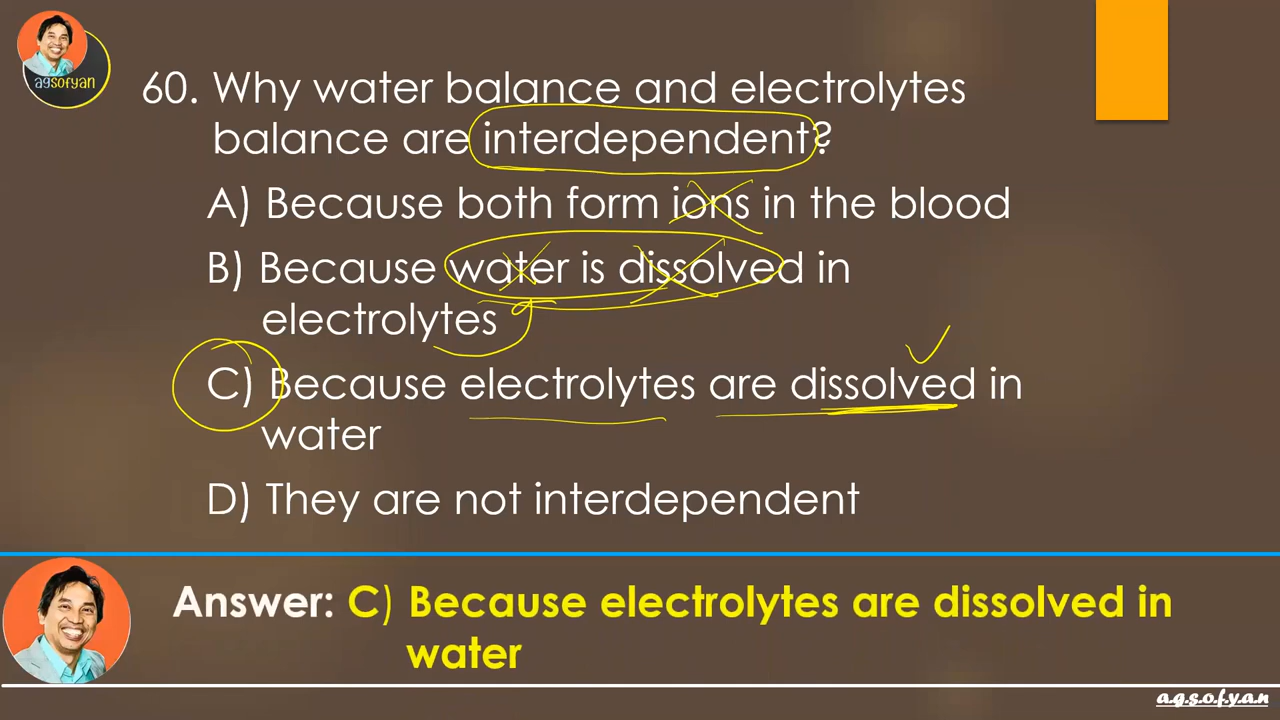 agsofyan
60. Why water balance and electrolytes
balance are interdependent?
A) Because both form ions in the blood
B) Because water is dissolved in
electrolytes
C) Because electrolytes are dissolved in
water
D) They are not interdependent
Answer: C) Because electrolytes are dissolved in
water
a.g.s.o.f.y.a.n